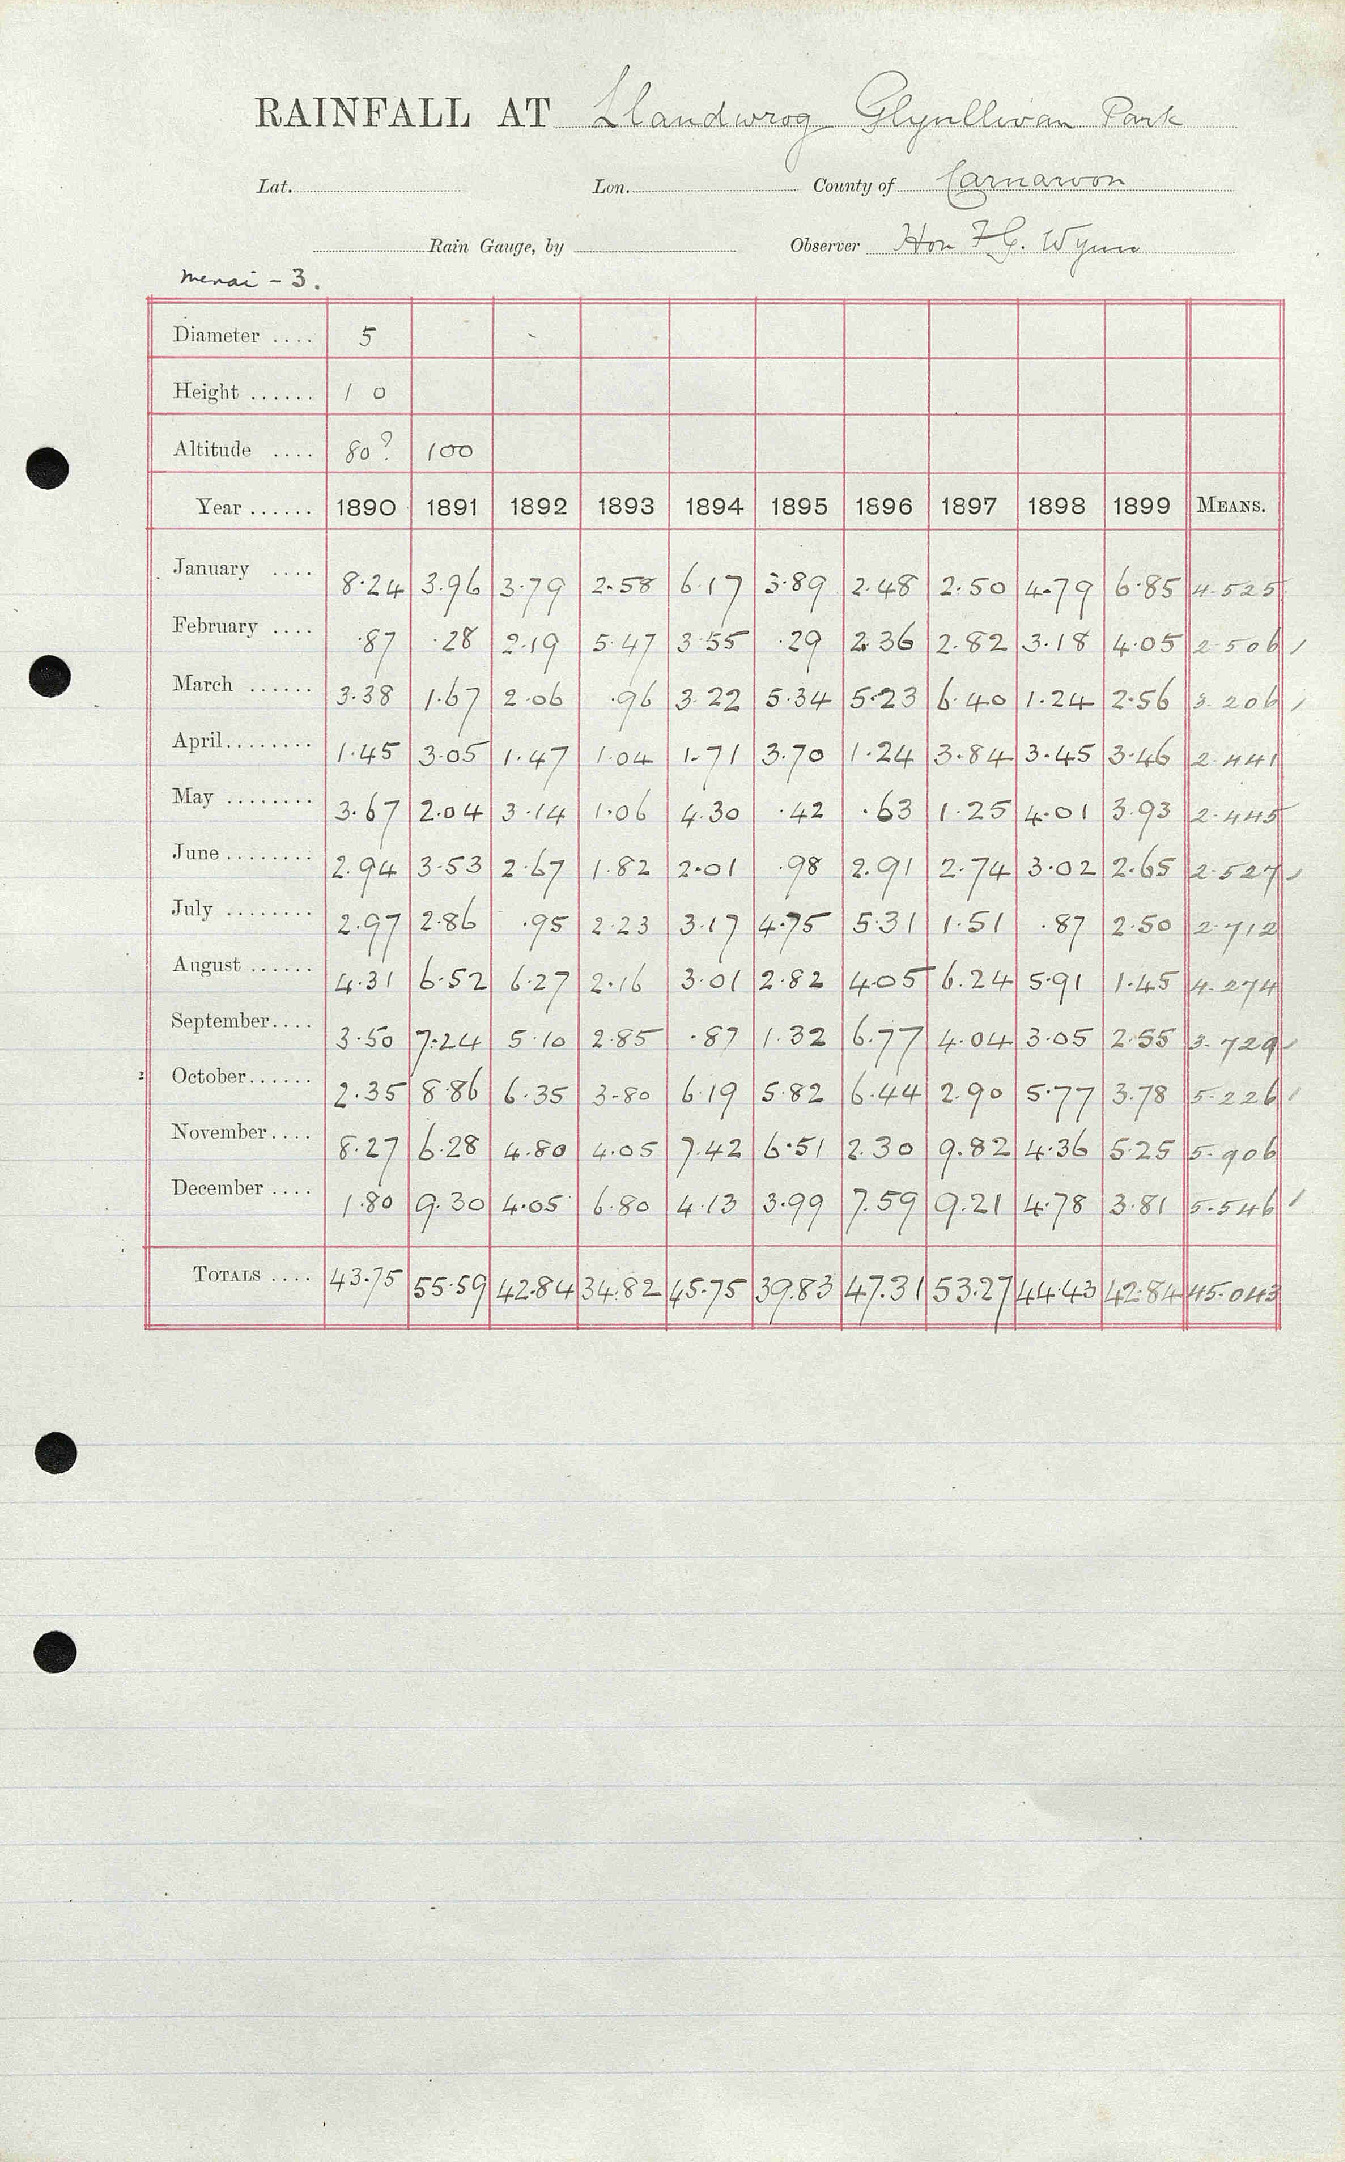 RAINFALL AT Llandwrog Glynllivan Park
Lat. Lon. County of Carnarvon
Rain Gauge, by Observer Hon F G. Wynn
Menai - 3.
Diameter .... 5
Height ...... 1 0
Altitude .... 80? 100
Year ...... 1890 1891 1892 1893 1894 1895 1896 1897 1898 1899 MEANS.
January .... 8.24 3.96 3.79 2.58 6.17 3.89 2.48 2.50 4.79 6.85 4.525
February .... .87 .28 2.19 5.47 3.55 .29 2.36 2.82 3.18 4.05 2.506
March ...... 3.38 1.67 2.06 .96 3.22 5.34 5.23 6.40 1.24 2.56 3.206
April........ 1.45 3.05 1.47 1.04 1.71 3.70 1.24 3.84 3.45 3.46 2.441
May ........ 3.67 2.04 3.14 1.06 4.30 .42 .63 1.25 4.01 3.93 2.445
June........ 2.94 3.53 2.67 1.82 2.01 .98 2.91 2.74 3.02 2.65 2.527
July ........ 2.97 2.86 .95 2.23 3.17 4.75 5.31 1.51 .87 2.50 2.712
August ...... 4.31 6.52 6.27 2.16 3.01 2.82 4.05 6.24 5.91 1.45 4.274
September.... 3.50 7.24 5.10 2.85 .87 1.32 6.77 4.04 3.05 2.55 3.729
October...... 2.35 8.86 6.35 3.80 6.19 5.82 6.44 2.90 5.77 3.78 5.226
November.... 8.27 6.28 4.80 4.05 7.42 6.51 2.30 9.82 4.36 5.25 5.906
December .... 1.80 9.30 4.05 6.80 4.13 3.99 7.59 9.21 4.78 3.81 5.546
TOTALS .... 43.75 55.59 42.84 34.82 45.75 39.83 47.31 53.27 44.43 42.84 45.043